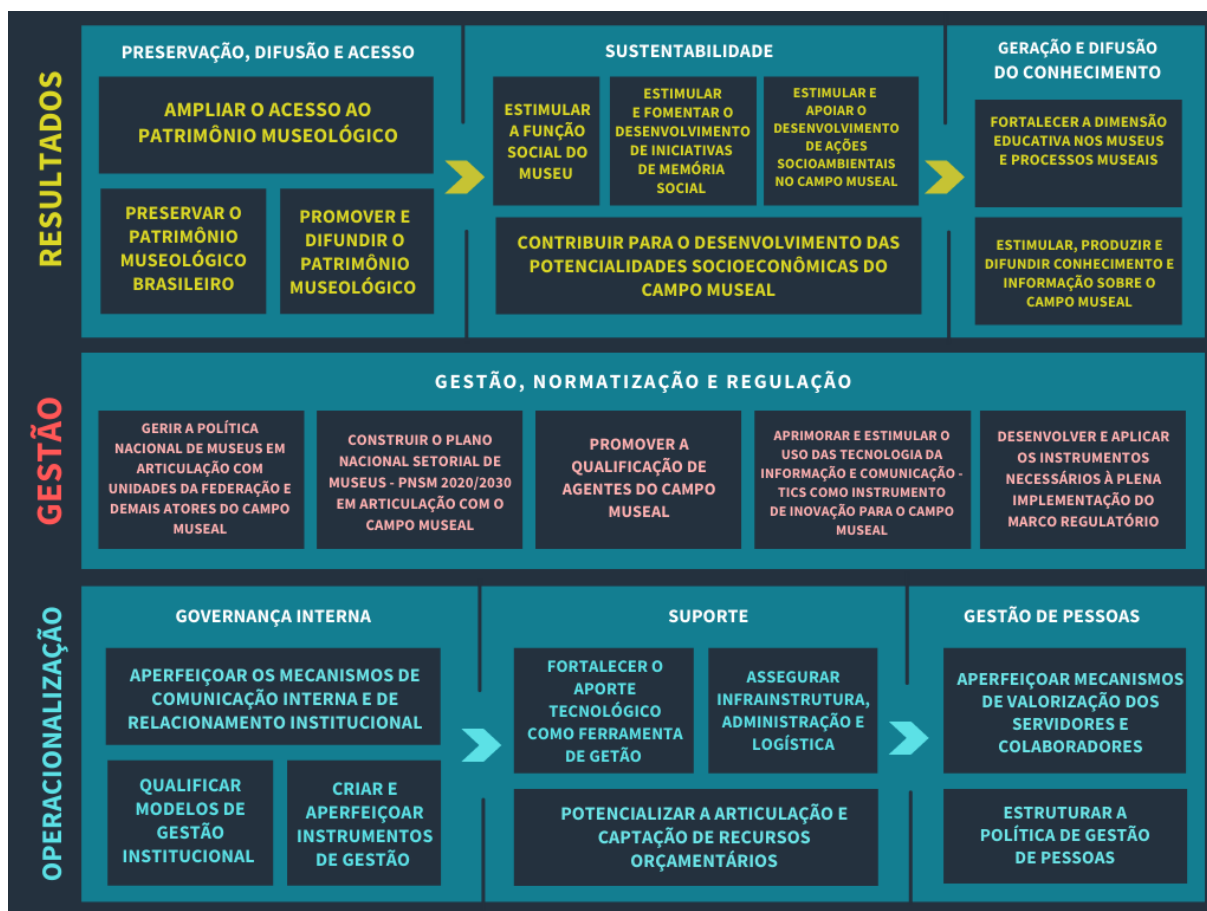 RESULTADOS
PRESERVAÇÃO, DIFUSÃO E ACESSO
AMPLIAR O ACESSO AO
PATRIMÔNIO MUSEOLÓGICO
PRESERVAR O
PATRIMÔNIO
MUSEOLÓGICO
BRASILEIRO
PROMOVER E
DIFUNDIR O
PATRIMÔNIO
MUSEOLÓGICO
SUSTENTABILIDADE
ESTIMULAR
A FUNÇÃO
SOCIAL DO
MUSEU
ESTIMULAR
E FOMENTAR O
DESENVOLVIMENTO
DE INICIATIVAS
DE MEMÓRIA
SOCIAL
ESTIMULAR E
APOIAR O
DESENVOLVIMENTO
DE AÇÕES
SOCIOAMBIENTAIS
NO CAMPO MUSEAL
CONTRIBUIR PARA O DESENVOLVIMENTO DAS
POTENCIALIDADES SOCIOECONÔMICAS DO
CAMPO MUSEAL
GERAÇÃO E DIFUSÃO
DO CONHECIMENTO
FORTALECER A DIMENSÃO
EDUCATIVA NOS MUSEUS
E PROCESSOS MUSEAIS
ESTIMULAR, PRODUZIR E
DIFUNDIR CONHECIMENTO E
INFORMAÇÃO SOBRE O
CAMPO MUSEAL
GESTÃO
GESTÃO, NORMATIZAÇÃO E REGULAÇÃO
GERIR A POLÍTICA
NACIONAL DE MUSEUS EM
ARTICULAÇÃO COM
UNIDADES DA FEDERAÇÃO E
DEMAIS ATORES DO CAMPO
MUSEAL
CONSTRUIR O PLANO
NACIONAL SETORIAL DE
MUSEUS - PNSM 2020/2030
EM ARTICULAÇÃO COM O
CAMPO MUSEAL
PROMOVER A
QUALIFICAÇÃO DE
AGENTES DO CAMPO
MUSEAL
APRIMORAR E ESTIMULAR O
USO DAS TECNOLOGIA DA
INFORMAÇÃO E COMUNICAÇÃO -
TICS COMO INSTRUMENTO
DE INOVAÇÃO PARA O CAMPO
MUSEAL
DESENVOLVER E APLICAR
OS INSTRUMENTOS
NECESSÁRIOS À PLENA
IMPLEMENTAÇÃO DO
MARCO REGULATÓRIO
OPERACIONALIZAÇÃO
GOVERNANÇA INTERNA
APERFEIÇOAR OS MECANISMOS DE
COMUNICAÇÃO INTERNA E DE
RELACIONAMENTO INSTITUCIONAL
QUALIFICAR
MODELOS DE
GESTÃO
INSTITUCIONAL
CRIAR E
APERFEIÇOAR
INSTRUMENTOS
DE GESTÃO
SUPORTE
FORTALECER O
APORTE
TECNOLÓGICO
COMO FERRAMENTA
DE GETÃO
ASSEGURAR
INFRAINSTRUTURA,
ADMINISTRAÇÃO E
LOGÍSTICA
POTENCIALIZAR A ARTICULAÇÃO E
CAPTAÇÃO DE RECURSOS
ORÇAMENTÁRIOS
GESTÃO DE PESSOAS
APERFEIÇOAR MECANISMOS
DE VALORIZAÇÃO DOS
SERVIDORES E
COLABORADORES
ESTRUTURAR A
POLÍTICA DE GESTÃO
DE PESSOAS